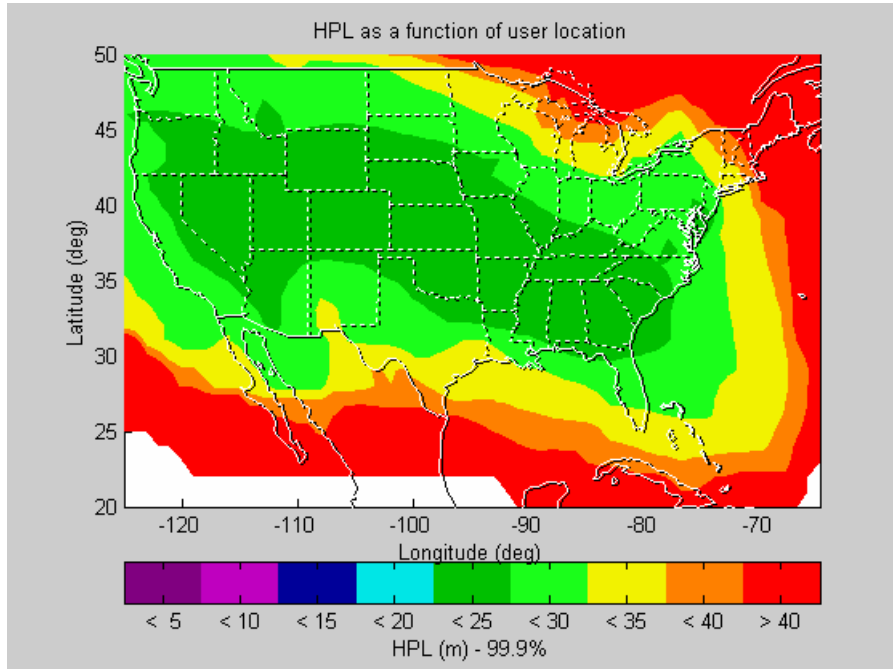 HPL as a function of user location
50
45
40
35
30
25
20
Latitude (deg)
-120 -110 -100 -90 -80 -70
Longitude (deg)
< 5 < 10 < 15 < 20 < 25 < 30 < 35 < 40 > 40
HPL (m) - 99.9%